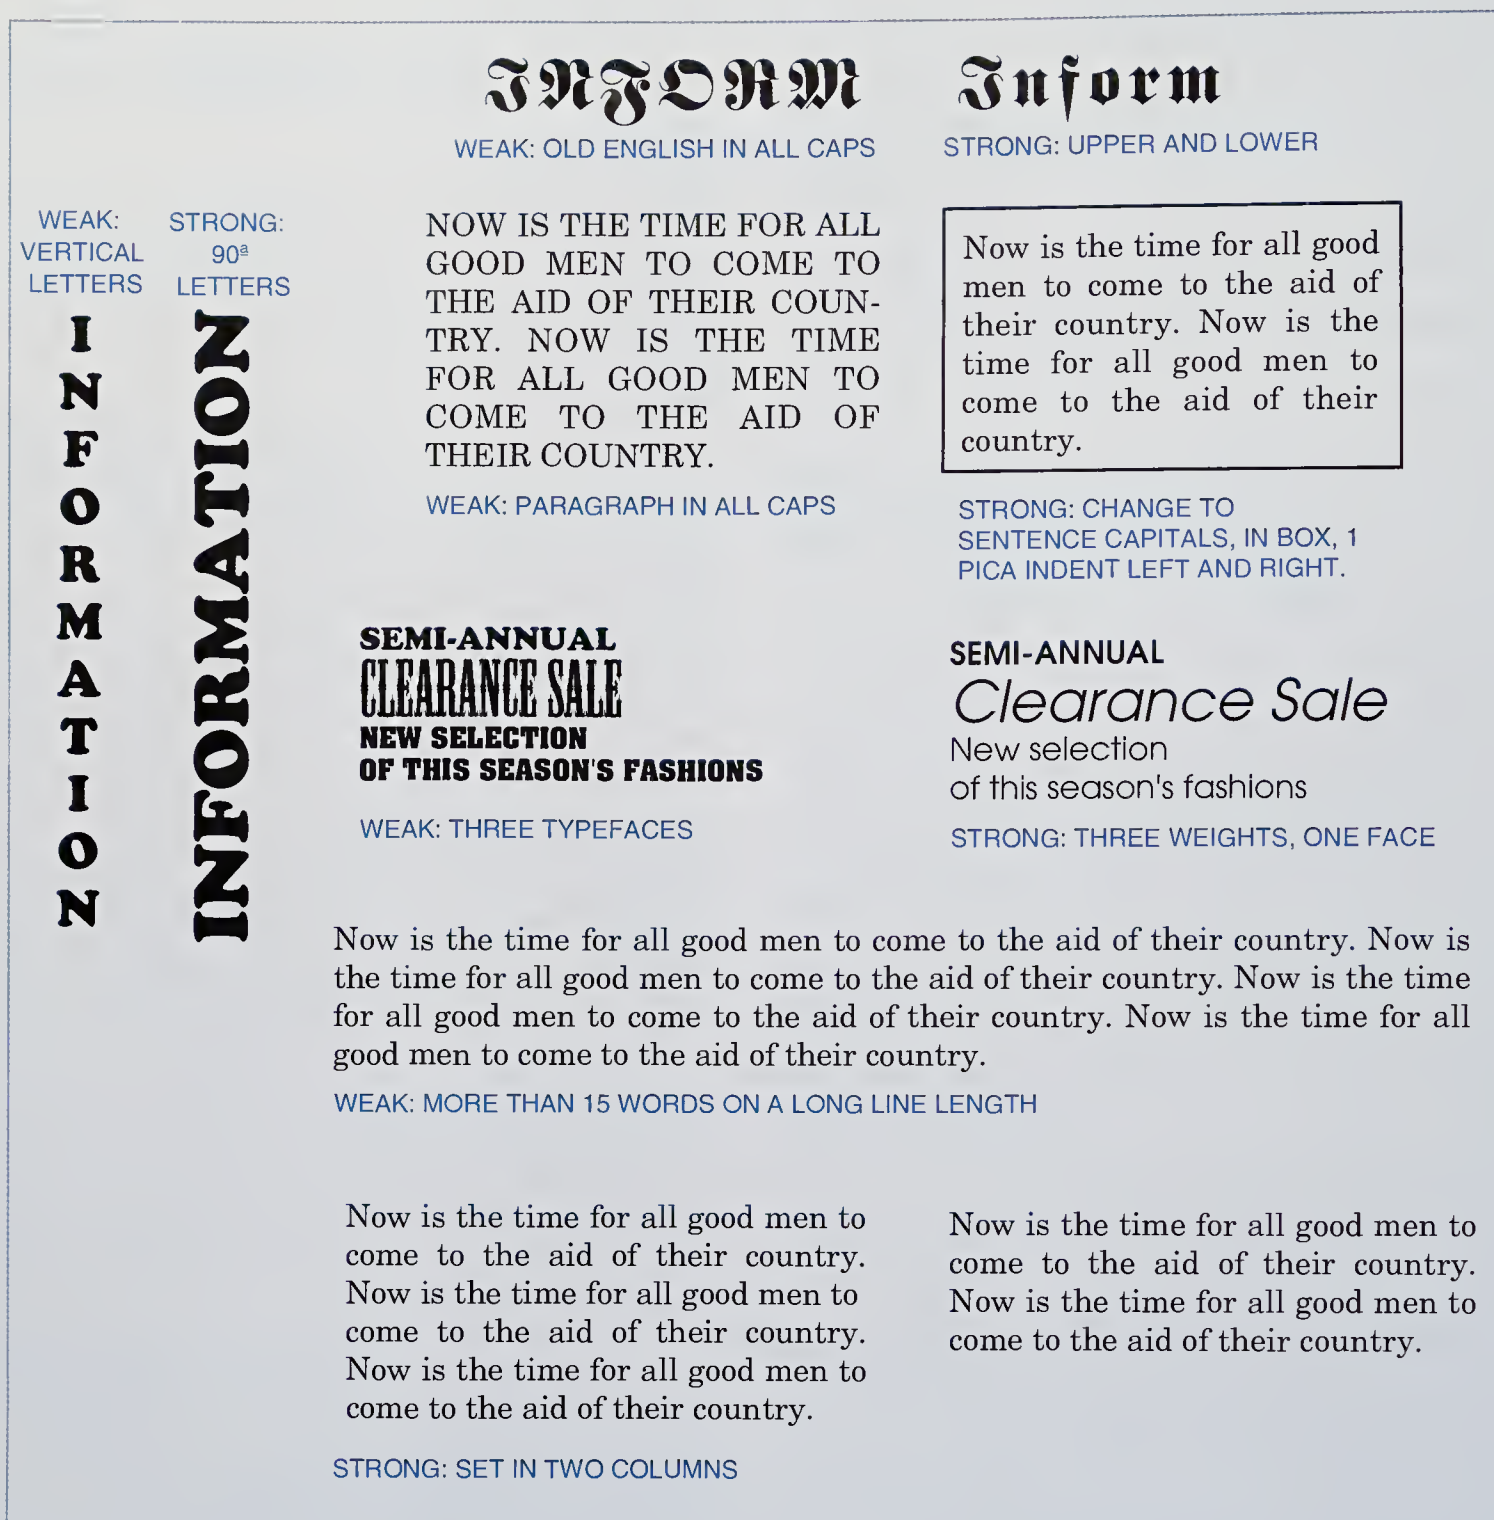 INFORM
WEAK: OLD ENGLISH IN ALL CAPS
Inform
STRONG: UPPER AND LOWER
WEAK:
VERTICAL
LETTERS
I
N
F
O
R
M
A
T
I
O
N
STRONG:
90ª
LETTERS
INFORMATION
NOW IS THE TIME FOR ALL
GOOD MEN TO COME TO
THE AID OF THEIR COUN-
TRY. NOW IS THE TIME
FOR ALL GOOD MEN TO
COME TO THE AID OF
THEIR COUNTRY.
WEAK: PARAGRAPH IN ALL CAPS
Now is the time for all good
men to come to the aid of
their country. Now is the
time for all good men to
come to the aid of their
country.
STRONG: CHANGE TO
SENTENCE CAPITALS, IN BOX, 1
PICA INDENT LEFT AND RIGHT.
SEMI-ANNUAL
CLEARANCE SALE
NEW SELECTION
OF THIS SEASON'S FASHIONS
WEAK: THREE TYPEFACES
SEMI-ANNUAL
Clearance Sale
New selection
of this season's fashions
STRONG: THREE WEIGHTS, ONE FACE
Now is the time for all good men to come to the aid of their country. Now is
the time for all good men to come to the aid of their country. Now is the time
for all good men to come to the aid of their country. Now is the time for all
good men to come to the aid of their country.
WEAK: MORE THAN 15 WORDS ON A LONG LINE LENGTH
Now is the time for all good men to
come to the aid of their country.
Now is the time for all good men to
come to the aid of their country.
Now is the time for all good men to
come to the aid of their country.
Now is the time for all good men to
come to the aid of their country.
Now is the time for all good men to
come to the aid of their country.
STRONG: SET IN TWO COLUMNS